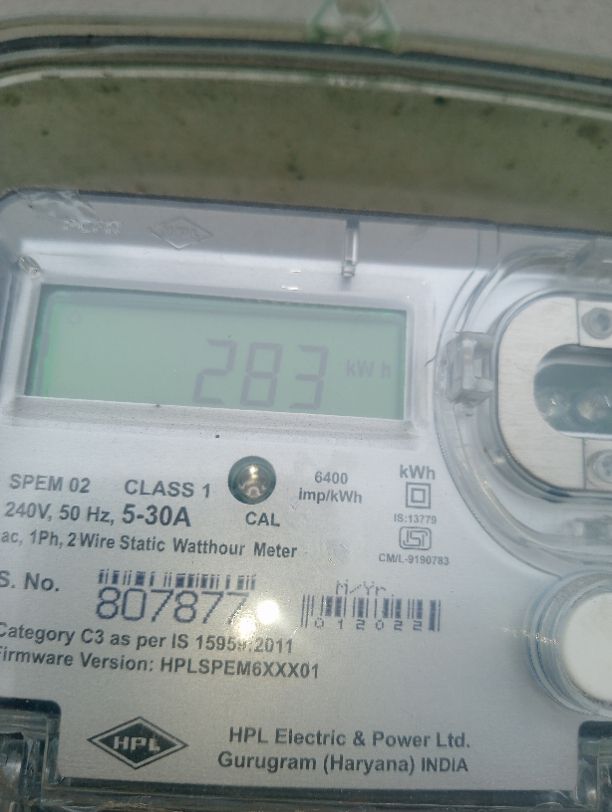 HPL
283 kWh
SPEM 02 CLASS 1
6400
imp/kWh
kWh
240V, 50 Hz, 5-30A
CAL
IS:13779
ac, 1Ph, 2 Wire Static Watthour Meter
CM/L-9190783
S. No.
M/Yr
807877
012022
Category C3 as per IS 15959:2011
Firmware Version: HPLSPEM6XXX01
HPL
HPL Electric & Power Ltd.
Gurugram (Haryana) INDIA